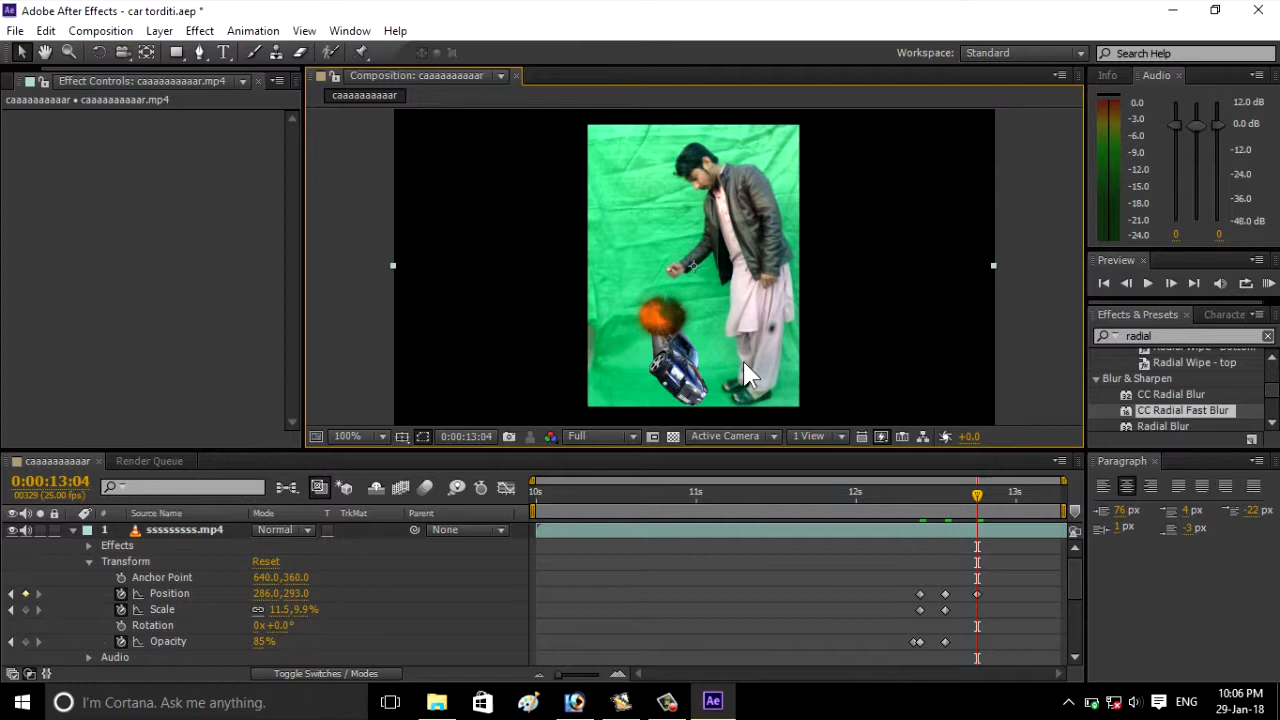 Adobe After Effects - car torditi.aep *
File Edit Composition Layer Effect Animation View Window Help
Workspace: Standard Search Help
Effect Controls: caaaaaaaaar.mp4
Composition: caaaaaaaaar
Info Audio
caaaaaaaaar • caaaaaaaaar.mp4
caaaaaaaaar
0.0 12.0 dB
-3.0 0.0 dB
-6.0
-9.0 -12.0
-12.0
-15.0 -24.0
-18.0 -36.0
-21.0 -48.0 dB
-24.0 0 0
Preview
Effects & Presets Characte
radial
Radial Wipe - top
Blur & Sharpen
CC Radial Blur
CC Radial Fast Blur
Radial Blur
100% 0:00:13:04 Full Active Camera 1 View +0.0
caaaaaaaaar Render Queue
Paragraph
0:00:13:04
00329 (25.00 fps)
10s 11s 12s 13s
# Source Name Mode T TrkMat Parent
1 sssssssss.mp4 Normal None
Effects
Transform Reset
Anchor Point 640.0,360.0
Position 286.0,293.0
Scale 11.5,9.9%
Rotation 0x+0.0°
Opacity 85%
Audio
76 px 4 px -22 px
1 px -3 px
Toggle Switches / Modes
I'm Cortana. Ask me anything.
ENG
10:06 PM
29-Jan-18